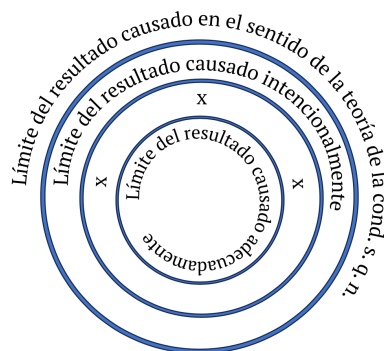 Límite del resultado causado en el sentido de la teoría de la cond. s. q. n.
Límite del resultado causado intencionalmente
x
Límite del resultado causado adecuadamente
x
x